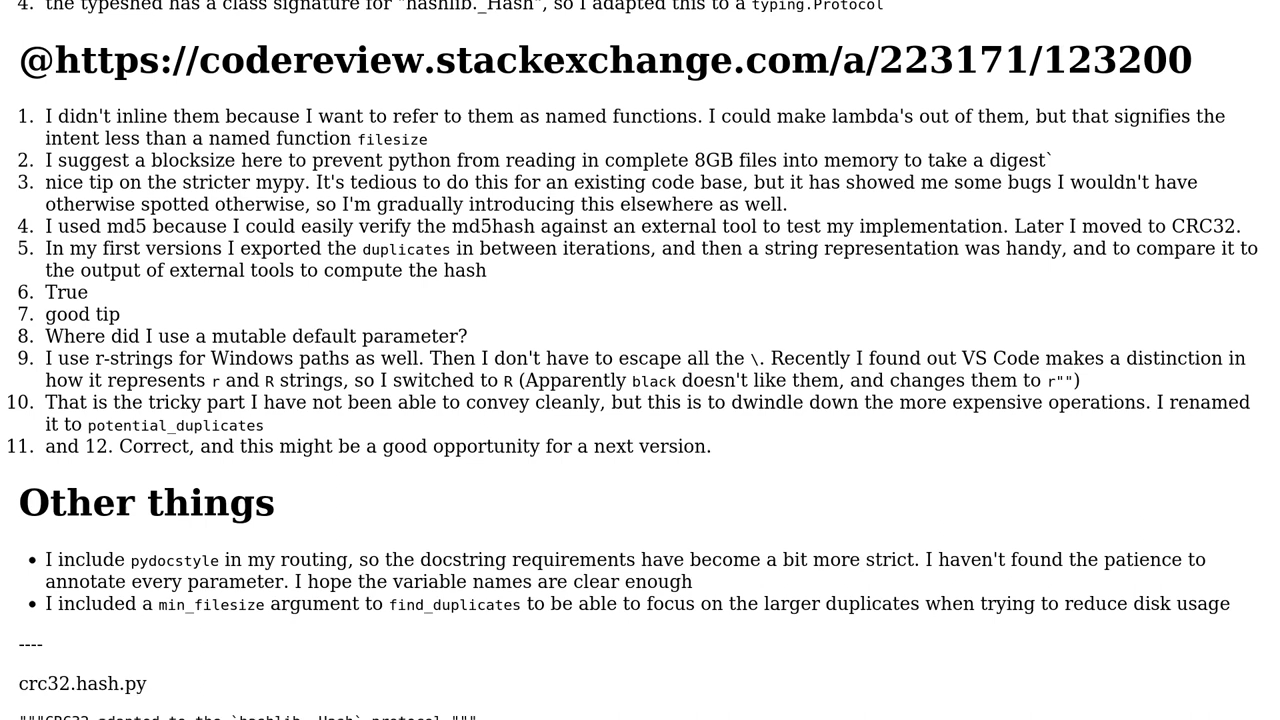 4. the typeshed has a class signature for "hashlib._Hash", so I adapted this to a typing.Protocol
@https://codereview.stackexchange.com/a/223171/123200
1. I didn't inline them because I want to refer to them as named functions. I could make lambda's out of them, but that signifies the
intent less than a named function filesize
2. I suggest a blocksize here to prevent python from reading in complete 8GB files into memory to take a digest`
3. nice tip on the stricter mypy. It's tedious to do this for an existing code base, but it has showed me some bugs I wouldn't have
otherwise spotted otherwise, so I'm gradually introducing this elsewhere as well.
4. I used md5 because I could easily verify the md5hash against an external tool to test my implementation. Later I moved to CRC32.
5. In my first versions I exported the duplicates in between iterations, and then a string representation was handy, and to compare it to
the output of external tools to compute the hash
6. True
7. good tip
8. Where did I use a mutable default parameter?
9. I use r-strings for Windows paths as well. Then I don't have to escape all the \. Recently I found out VS Code makes a distinction in
how it represents r and R strings, so I switched to R (Apparently black doesn't like them, and changes them to r"")
10. That is the tricky part I have not been able to convey cleanly, but this is to dwindle down the more expensive operations. I renamed
it to potential_duplicates
11. and 12. Correct, and this might be a good opportunity for a next version.
Other things
• I include pydocstyle in my routing, so the docstring requirements have become a bit more strict. I haven't found the patience to
annotate every parameter. I hope the variable names are clear enough
• I included a min_filesize argument to find_duplicates to be able to focus on the larger duplicates when trying to reduce disk usage
----
crc32.hash.py
"""CRC32 adapted to the `hashlib._Hash` protocol."""